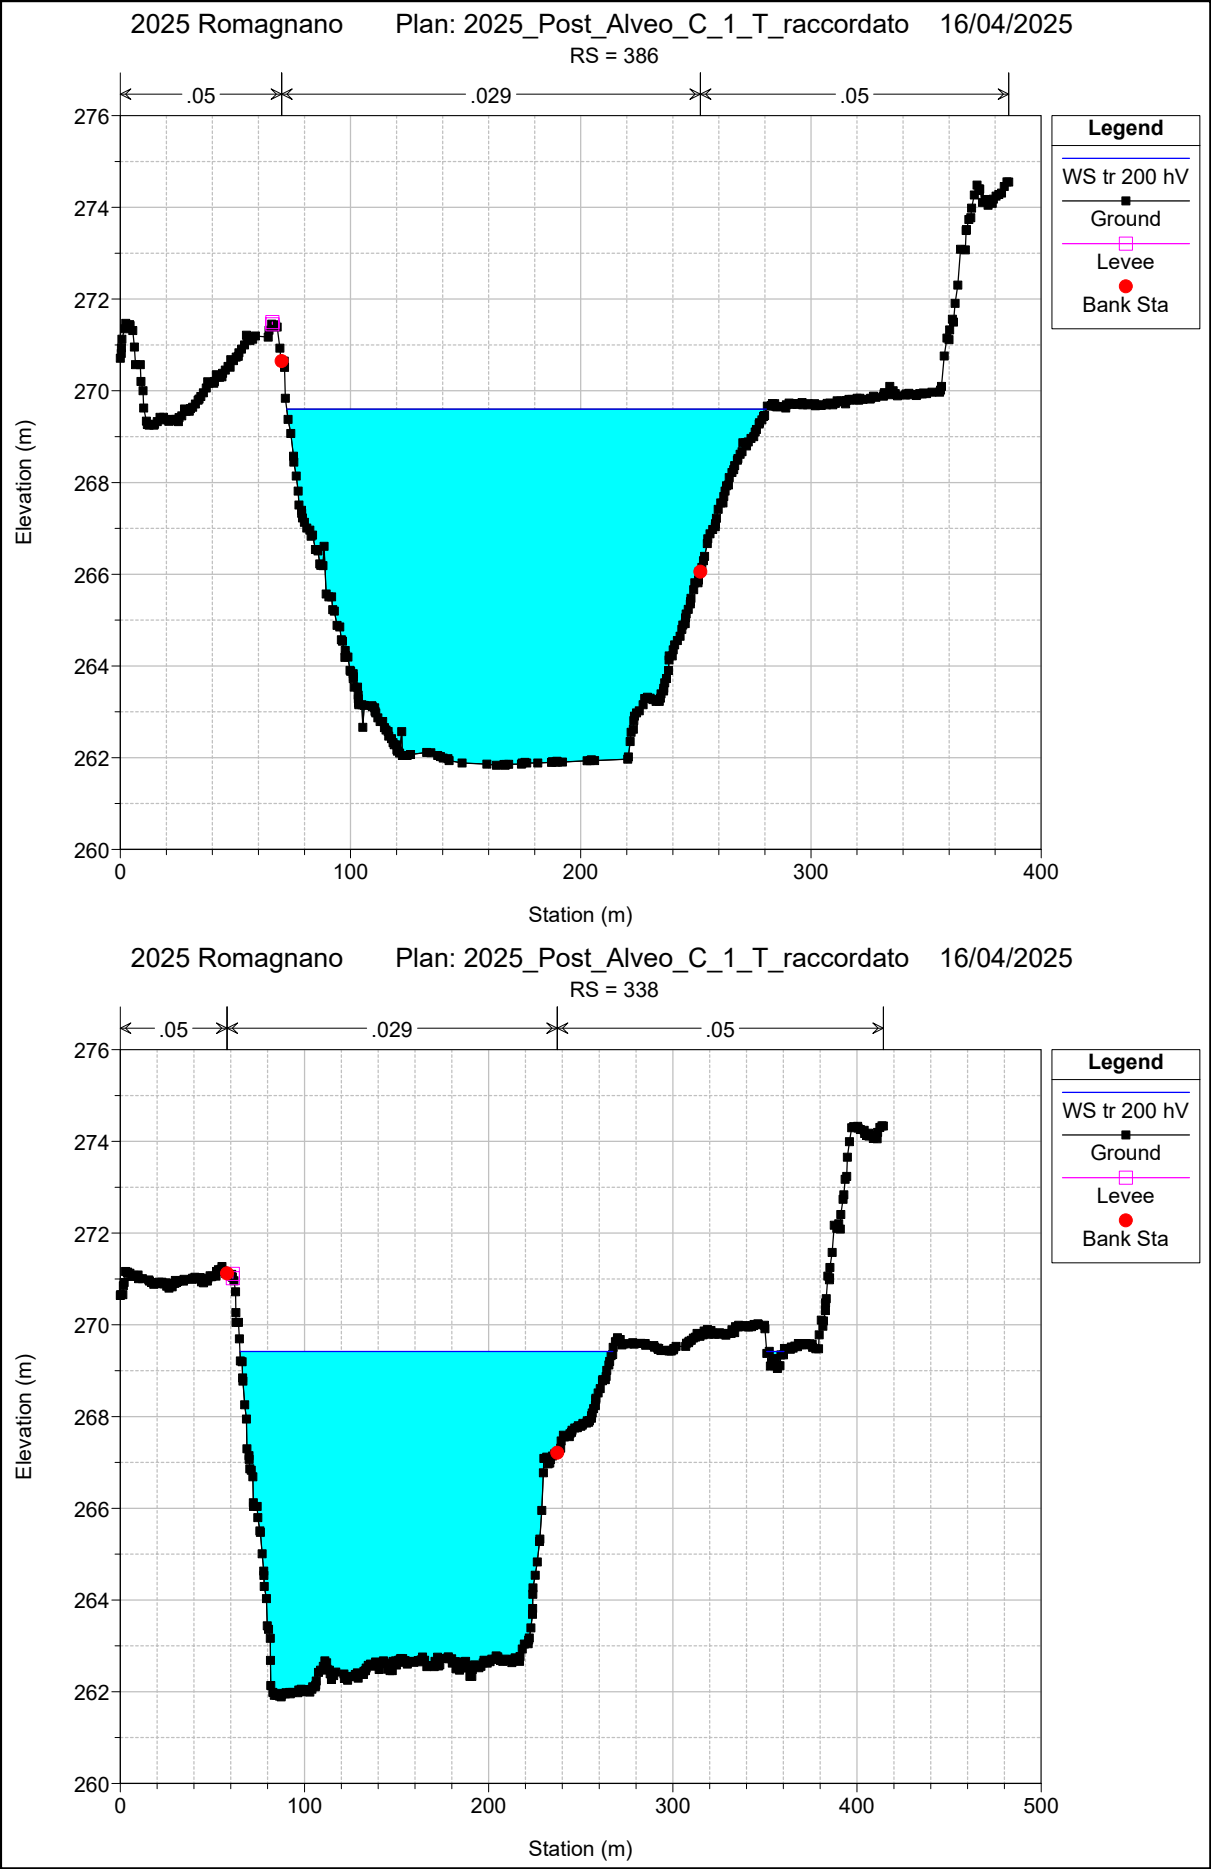 2025 Romagnano Plan: 2025_Post_Alveo_C_1_T_raccordato 16/04/2025
RS = 386
.05 .029 .05
276
274
272
270
268
266
264
262
260
Elevation (m)
0 100 200 300 400
Station (m)
Legend
WS tr 200 hV
Ground
Levee
Bank Sta
2025 Romagnano Plan: 2025_Post_Alveo_C_1_T_raccordato 16/04/2025
RS = 338
.05 .029 .05
276
274
272
270
268
266
264
262
260
Elevation (m)
0 100 200 300 400 500
Station (m)
Legend
WS tr 200 hV
Ground
Levee
Bank Sta